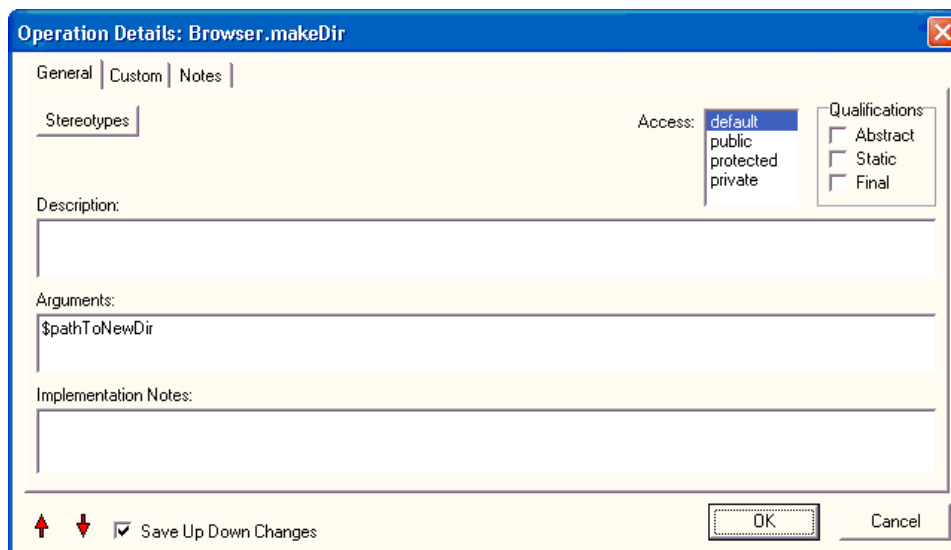 Operation Details: Browser.makeDir
General Custom Notes
Stereotypes
Access:
default
public
protected
private
Qualifications
Abstract
Static
Final
Description:
Arguments:
$pathToNewDir
Implementation Notes:
Save Up Down Changes
OK Cancel